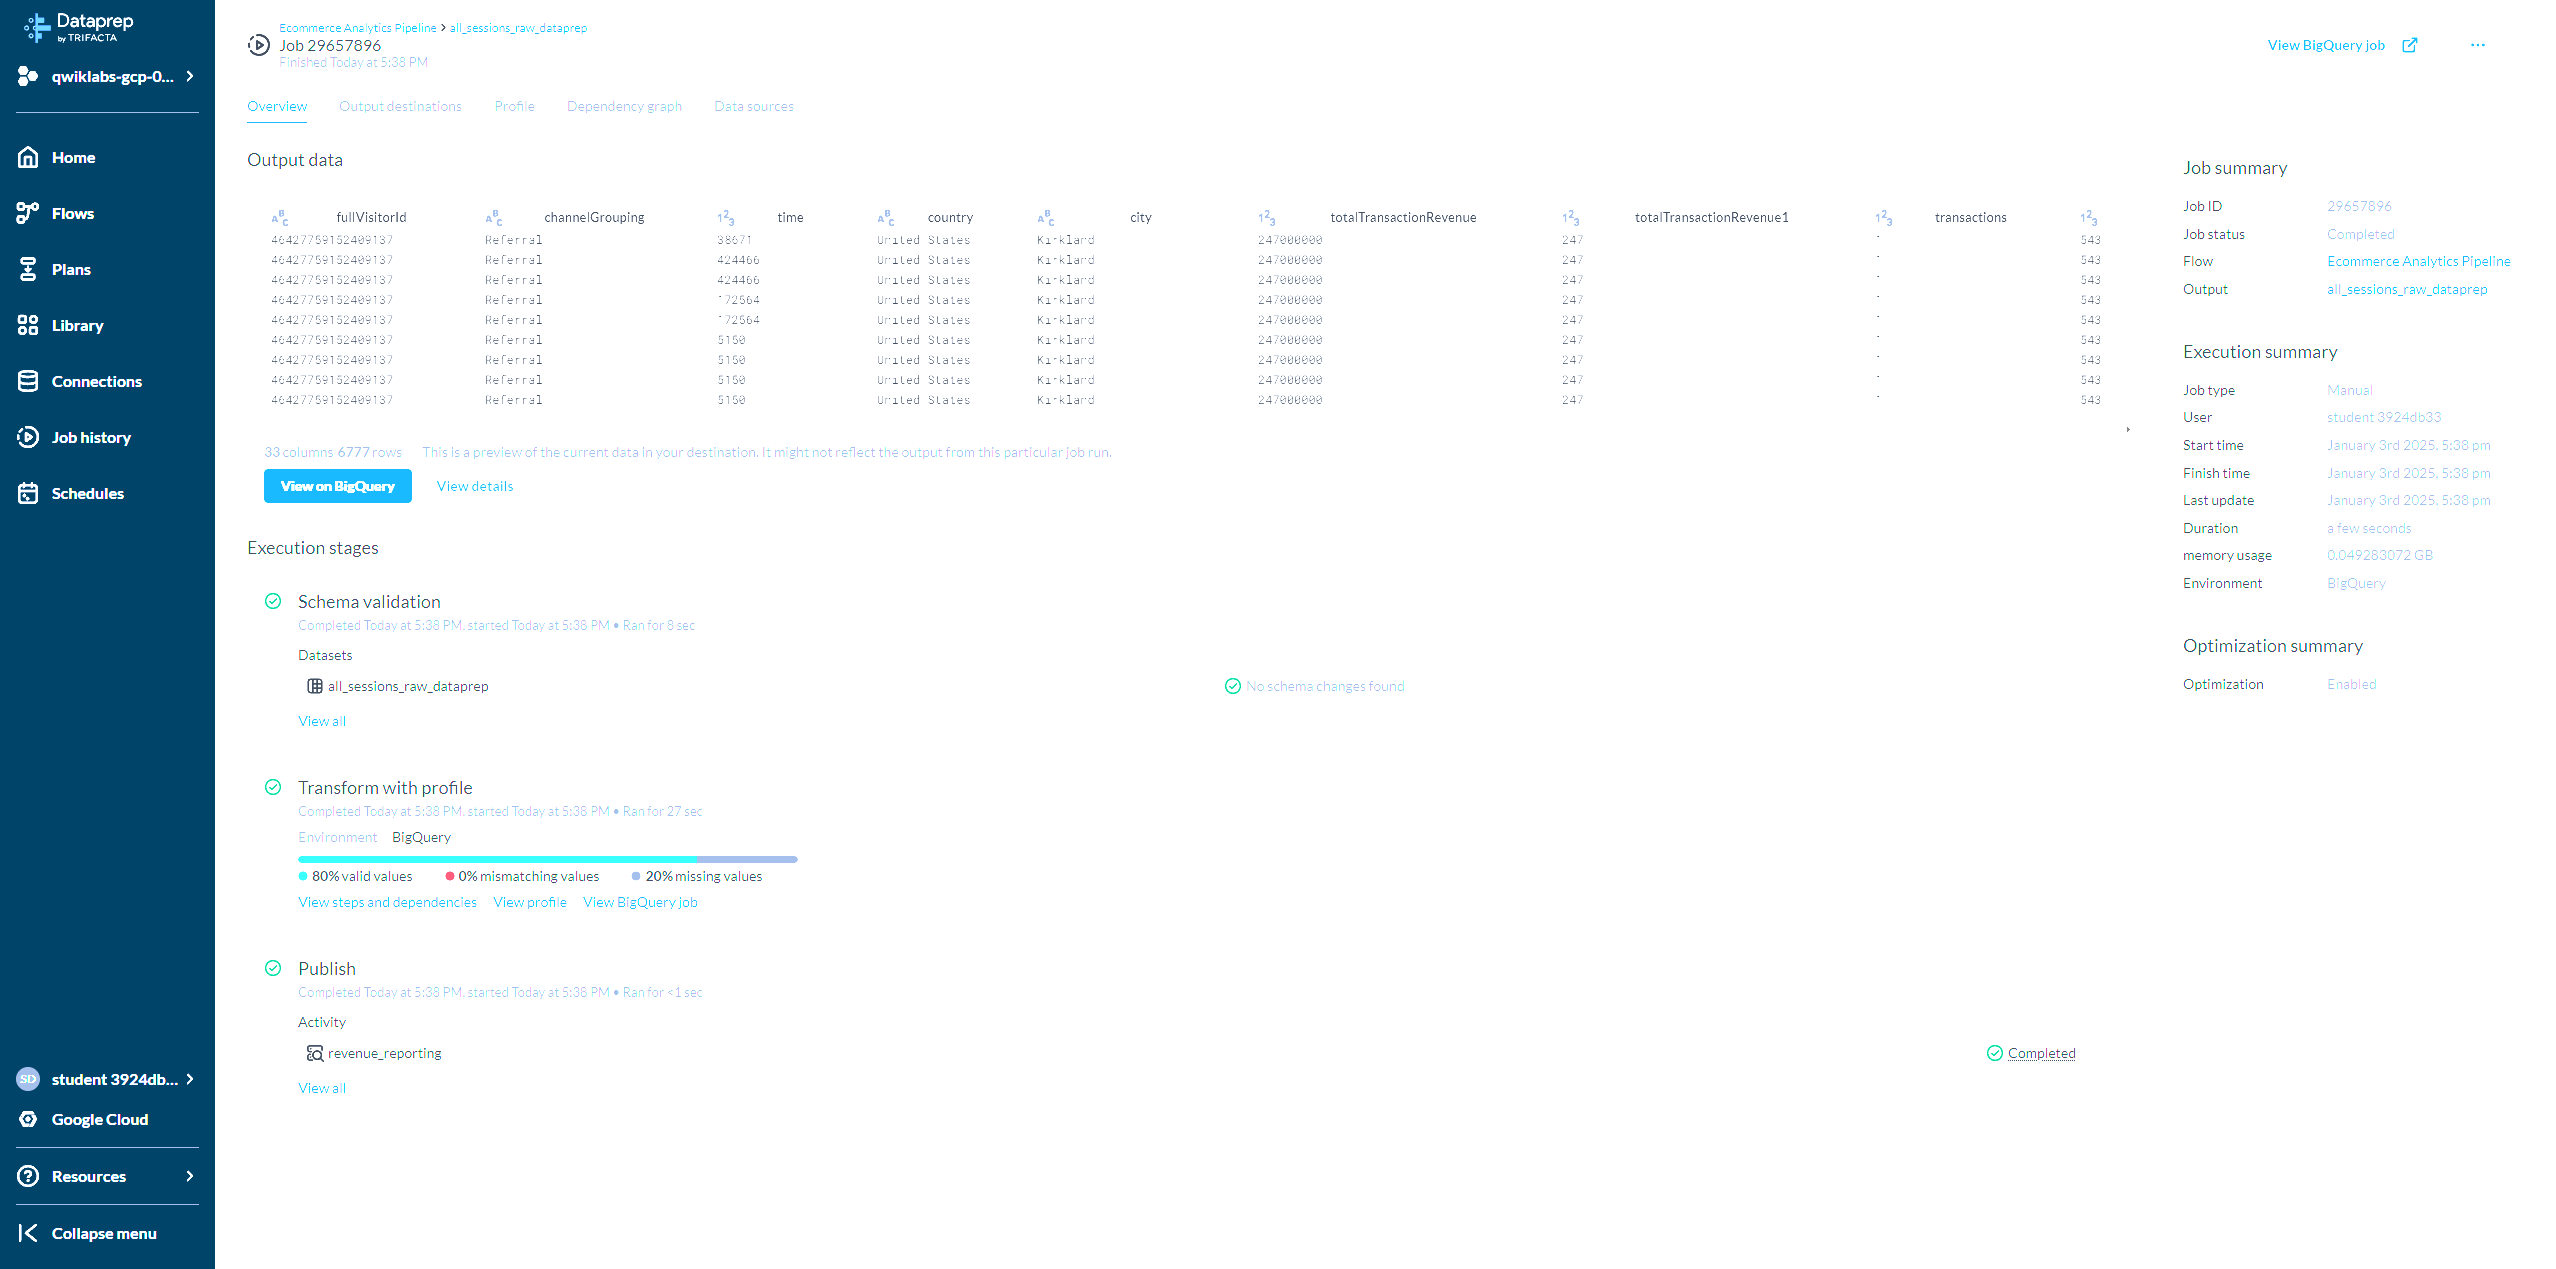 Dataprep
by TRIFACTA
qwiklabs-gcp-0...
Home
Flows
Plans
Library
Connections
Job history
Schedules
student 3924db...
Google Cloud
Resources
Collapse menu
Ecommerce Analytics Pipeline > all_sessions_raw_dataprep
Job 29657896
Finished Today at 5:38 PM
View BigQuery job
Overview Output destinations Profile Dependency graph Data sources
Output data
fullVisitorId channelGrouping time country city totalTransactionRevenue totalTransactionRevenue1 transactions
46427759152409137 Referral 38671 United States Kirkland 247000000 247 1 543
46427759152409137 Referral 424466 United States Kirkland 247000000 247 1 543
46427759152409137 Referral 424466 United States Kirkland 247000000 247 1 543
46427759152409137 Referral 172564 United States Kirkland 247000000 247 1 543
46427759152409137 Referral 172564 United States Kirkland 247000000 247 1 543
46427759152409137 Referral 5150 United States Kirkland 247000000 247 1 543
46427759152409137 Referral 5150 United States Kirkland 247000000 247 1 543
46427759152409137 Referral 5150 United States Kirkland 247000000 247 1 543
46427759152409137 Referral 5150 United States Kirkland 247000000 247 1 543
33 columns 6777 rows This is a preview of the current data in your destination. It might not reflect the output from this particular job run.
View on BigQuery View details
Execution stages
Schema validation
Completed Today at 5:38 PM, started Today at 5:38 PM • Ran for 8 sec
Datasets
all_sessions_raw_dataprep No schema changes found
View all
Transform with profile
Completed Today at 5:38 PM, started Today at 5:38 PM • Ran for 27 sec
Environment BigQuery
80% valid values 0% mismatching values 20% missing values
View steps and dependencies View profile View BigQuery job
Publish
Completed Today at 5:38 PM, started Today at 5:38 PM • Ran for <1 sec
Activity
revenue_reporting Completed
View all
Job summary
Job ID 29657896
Job status Completed
Flow Ecommerce Analytics Pipeline
Output all_sessions_raw_dataprep
Execution summary
Job type Manual
User student 3924db33
Start time January 3rd 2025, 5:38 pm
Finish time January 3rd 2025, 5:38 pm
Last update January 3rd 2025, 5:38 pm
Duration a few seconds
memory usage 0.049283072 GB
Environment BigQuery
Optimization summary
Optimization Enabled